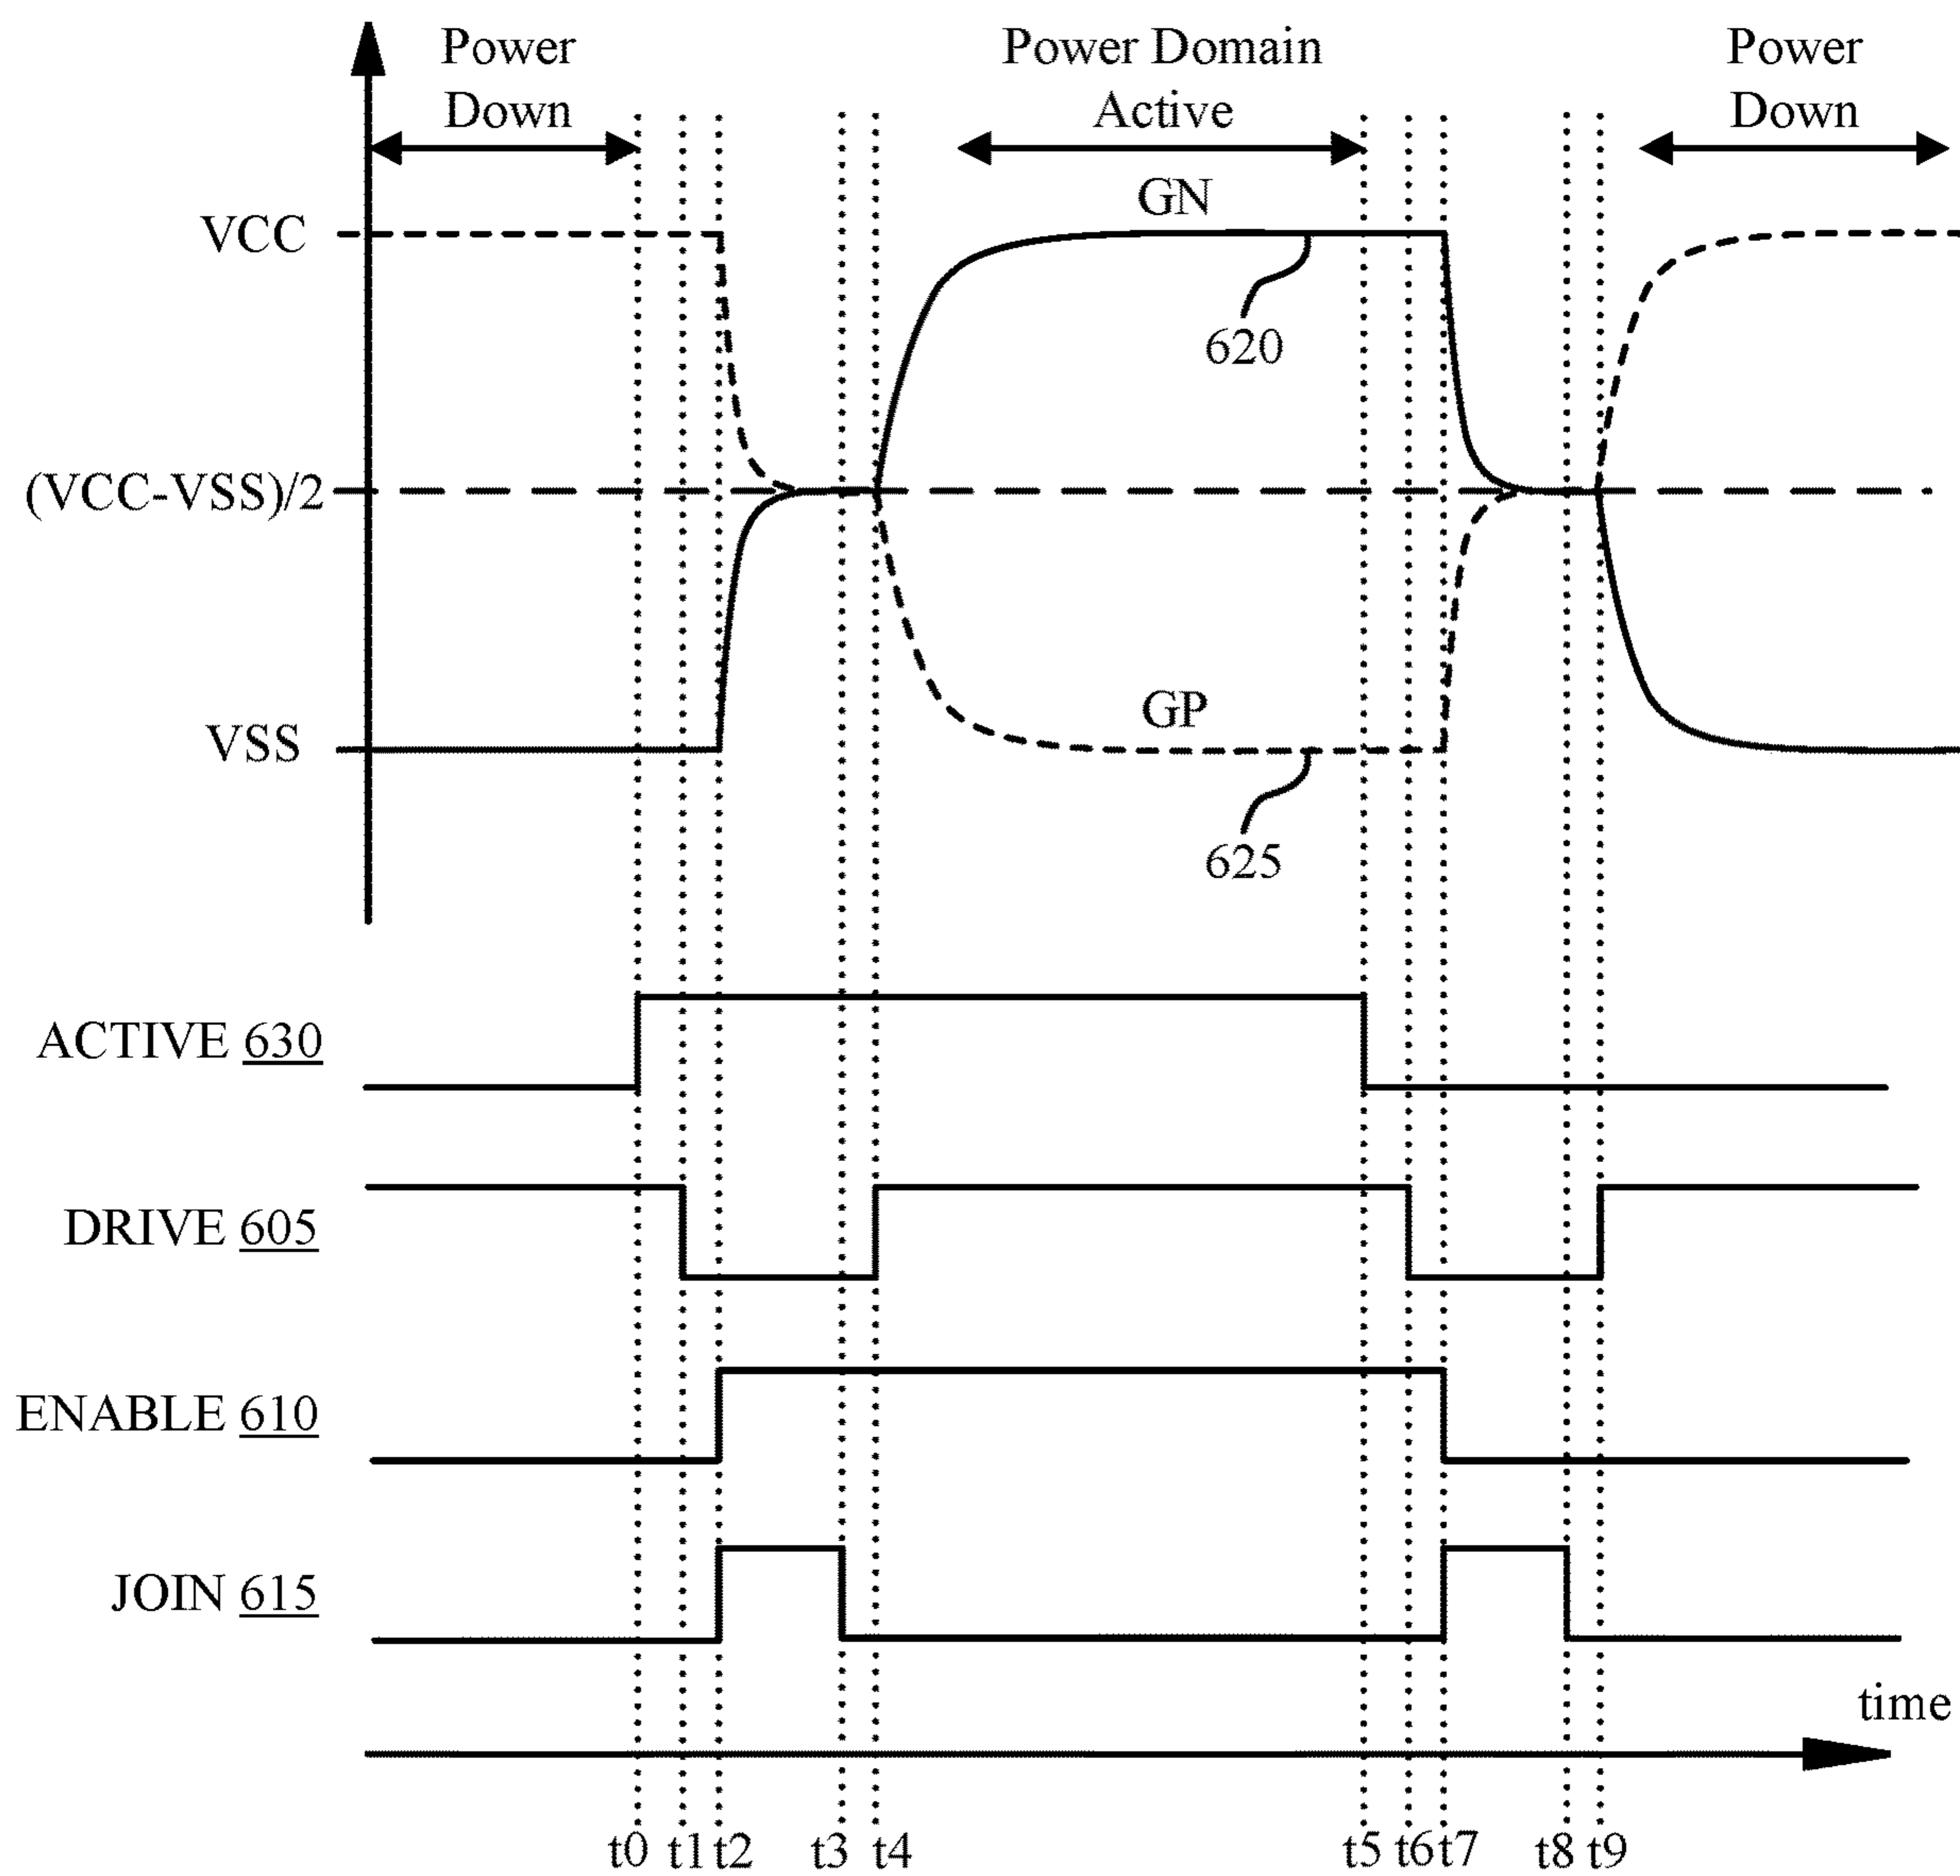 Power
Down
Power Domain
Active
Power
Down
VCC
GN
620
(VCC-VSS)/2
GP
VSS
625
ACTIVE 630
DRIVE 605
ENABLE 610
JOIN 615
time
t0 t1 t2 t3 t4 t5 t6 t7 t8 t9